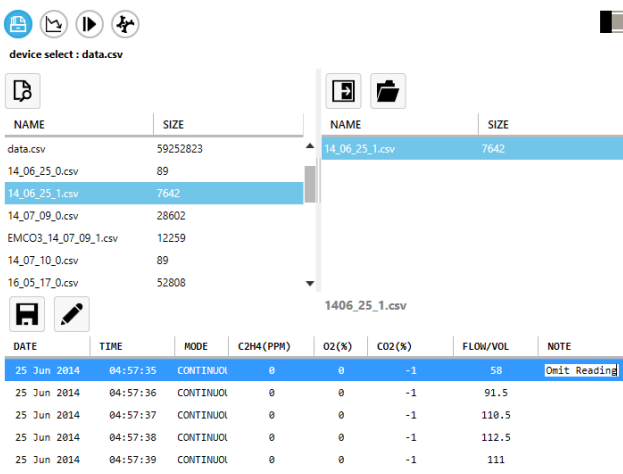 device select : data.csv
NAME SIZE
data.csv 59252823
14_06_25_0.csv 89
14_06_25_1.csv 7642
14_07_09_0.csv 28602
EMCO3_14_07_09_1.csv 12259
14_07_10_0.csv 89
16_05_17_0.csv 52808
NAME SIZE
14_06_25_1.csv 7642
1406_25_1.csv
DATE TIME MODE C2H4(PPM) O2(%) CO2(%) FLOW/VOL NOTE
25 Jun 2014 04:57:35 CONTINUOU 0 0 -1 58 Omit Reading
25 Jun 2014 04:57:36 CONTINUOU 0 0 -1 91.5
25 Jun 2014 04:57:37 CONTINUOU 0 0 -1 110.5
25 Jun 2014 04:57:38 CONTINUOU 0 0 -1 112.5
25 Jun 2014 04:57:39 CONTINUOU 0 0 -1 111